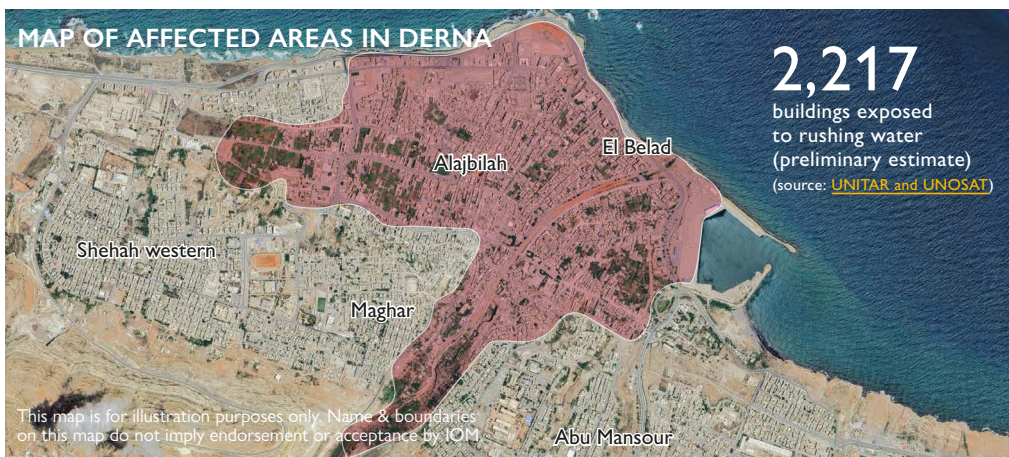 MAP OF AFFECTED AREAS IN DERNA
2,217
buildings exposed
to rushing water
(preliminary estimate)
(source: UNITAR and UNOSAT)
El Belad
Alajbilah
Shehah western
Maghar
This map is for illustration purposes only. Name & boundaries
on this map do not imply endorsement or acceptance by IOM.
Abu Mansour